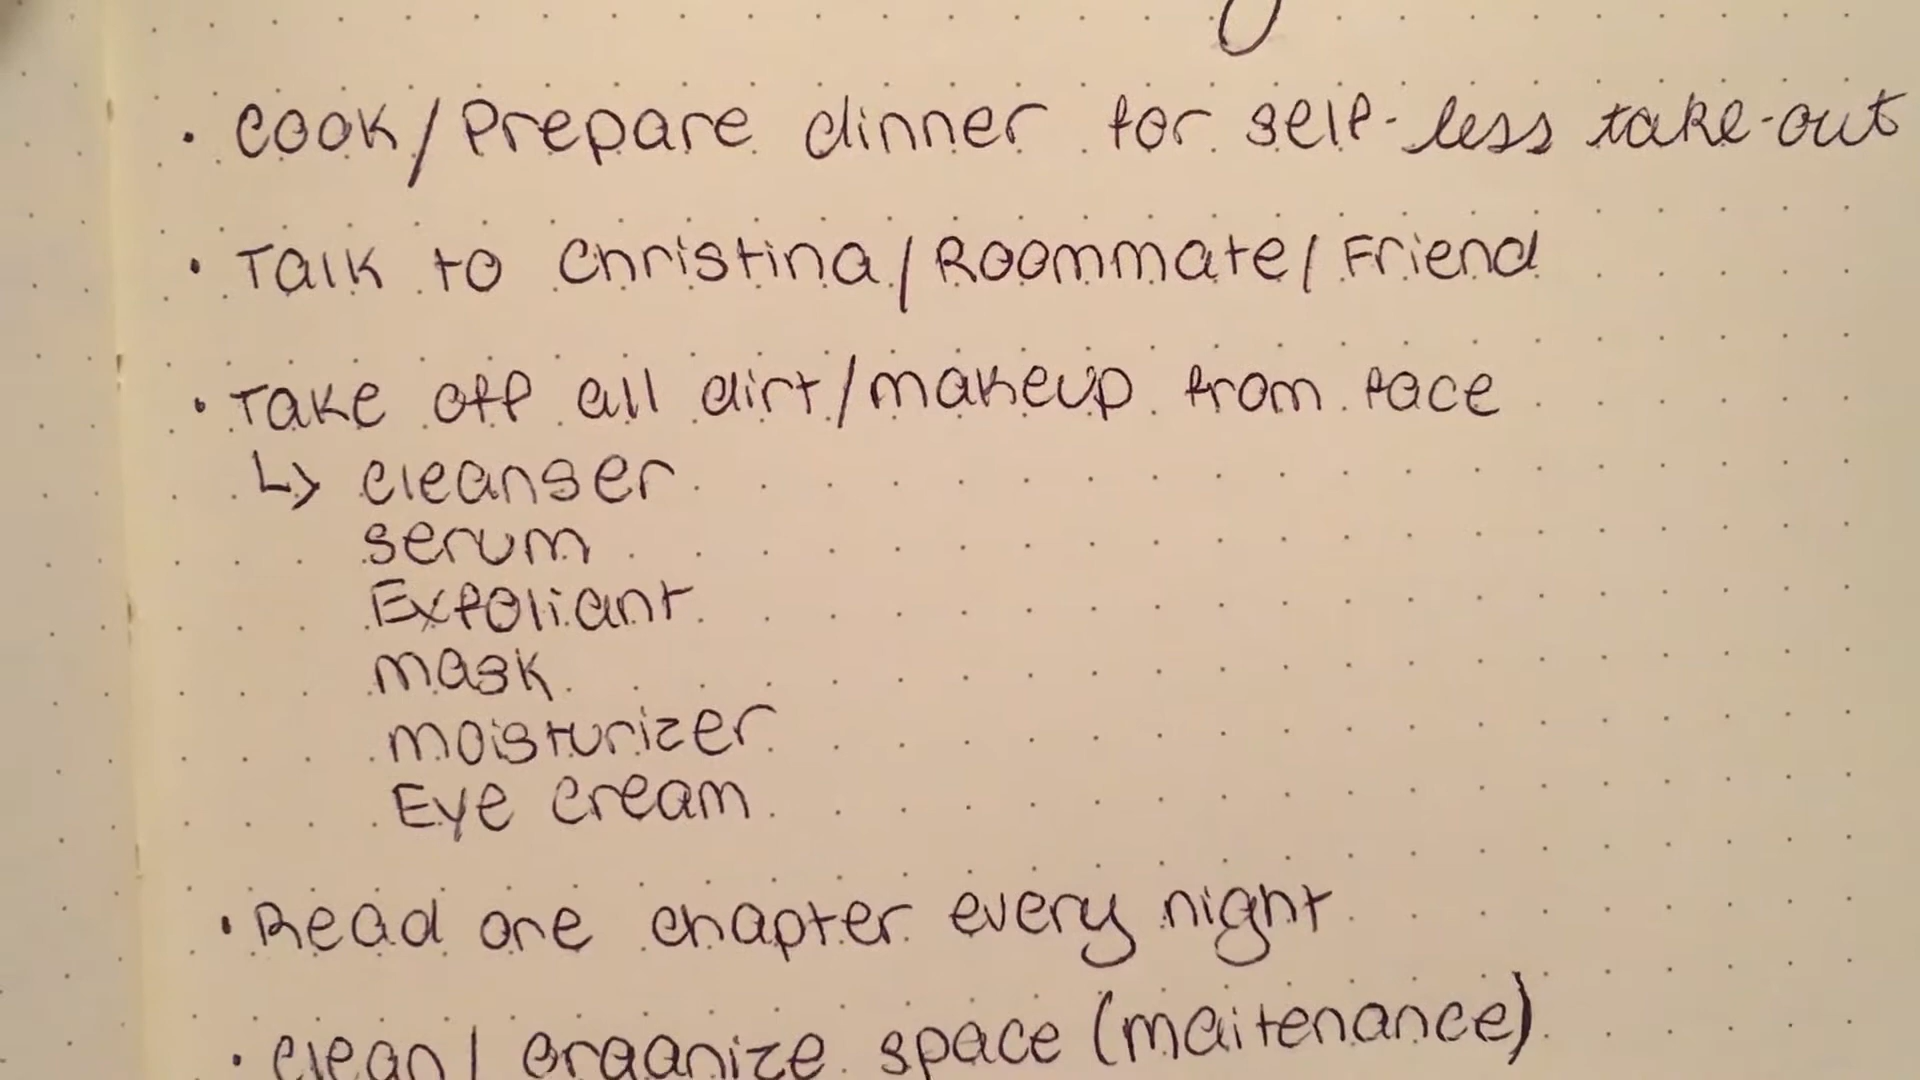 • Cook/Prepare dinner for self - less take-out
• Talk to Christina/Roommate/Friend
• Take off all dirt/makeup from face
↳ cleanser
serum
Exfoliant
mask
moisturizer
Eye cream
• Read one chapter every night
• clean/organize space (maitenance)